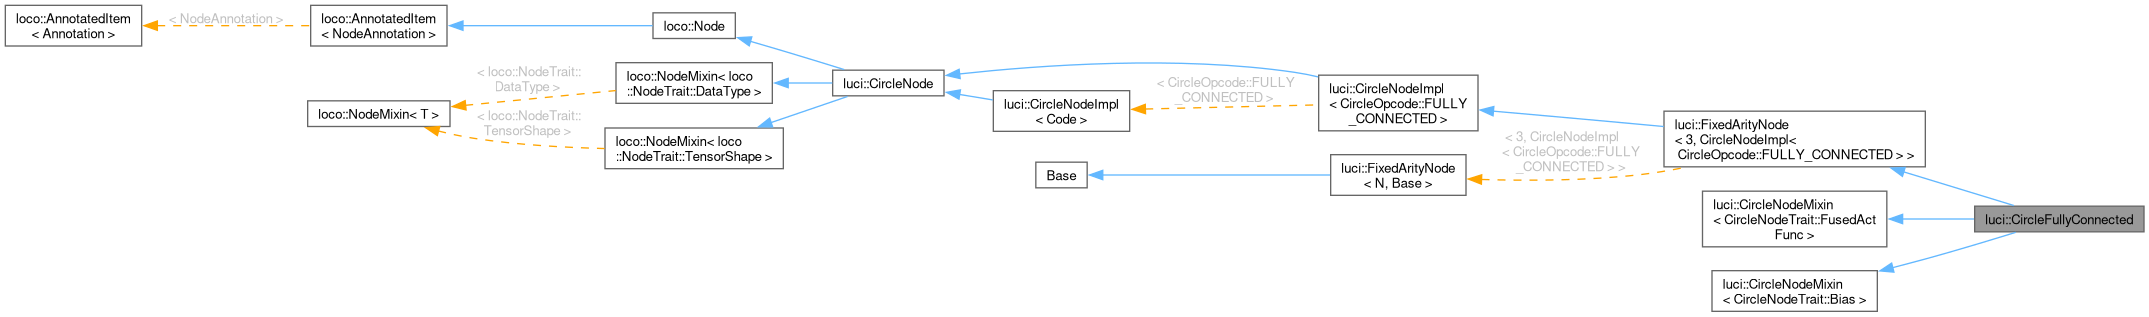 loco::AnnotatedItem
< Annotation >
< NodeAnnotation >
loco::AnnotatedItem
< NodeAnnotation >
loco::Node
< loco::NodeTrait::
DataType >
loco::NodeMixin< loco
::NodeTrait::DataType >
loco::NodeMixin< T >
< loco::NodeTrait::
TensorShape >
loco::NodeMixin< loco
::NodeTrait::TensorShape >
luci::CircleNode
luci::CircleNodeImpl
< Code >
< CircleOpcode::FULLY
_CONNECTED >
luci::CircleNodeImpl
< CircleOpcode::FULLY
_CONNECTED >
Base
luci::FixedArityNode
< N, Base >
< 3, CircleNodeImpl
< CircleOpcode::FULLY
_CONNECTED > >
luci::FixedArityNode
< 3, CircleNodeImpl<
CircleOpcode::FULLY_CONNECTED > >
luci::CircleNodeMixin
< CircleNodeTrait::FusedAct
Func >
luci::CircleNodeMixin
< CircleNodeTrait::Bias >
luci::CircleFullyConnected